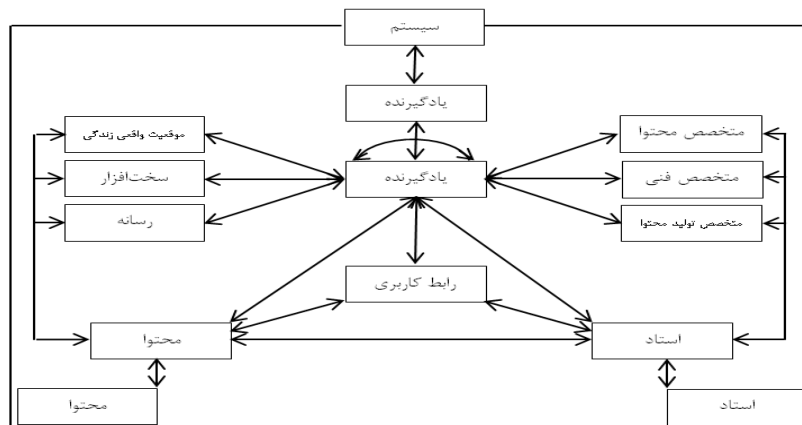 سیستم
یادگیرنده
متخصص محتوا
موقعیت واقعی زندگی
یادگیرنده
متخصص فنی
سخت‌افزار
متخصص تولید محتوا
رسانه
رابط کاربری
استاد
محتوا
استاد
محتوا